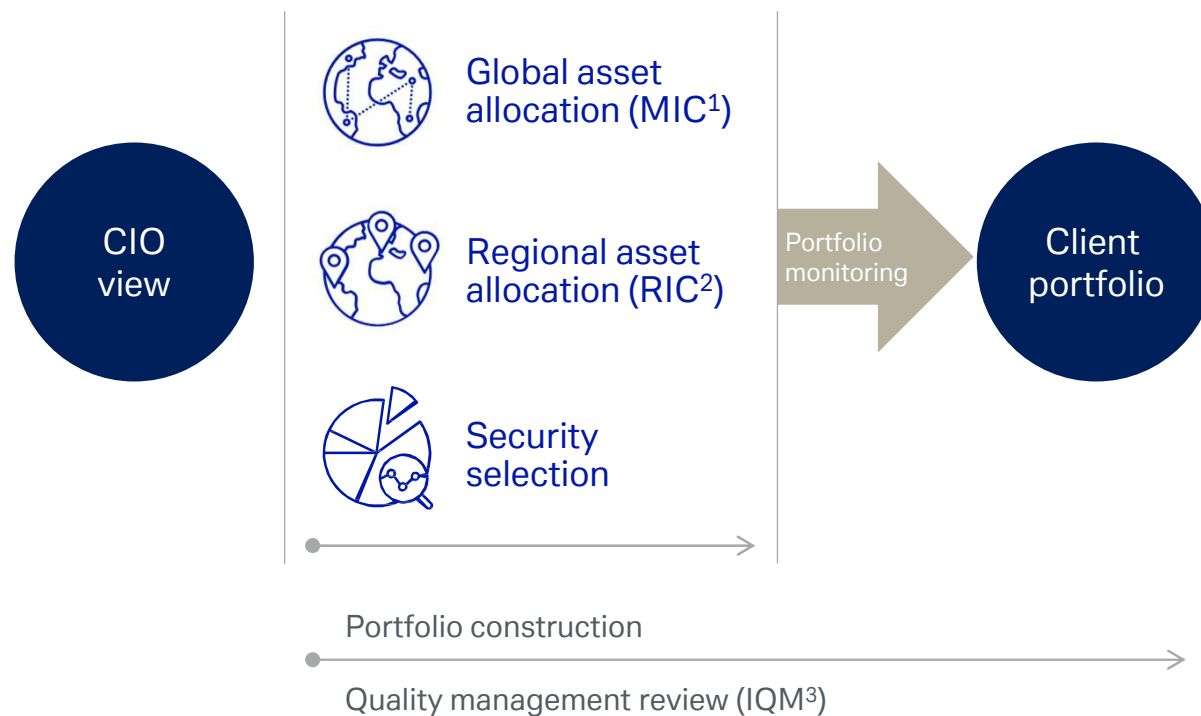 CIO
view
Global asset
allocation (MIC¹)
Regional asset
allocation (RIC²)
Security
selection
Portfolio
monitoring
Client
portfolio
Portfolio construction
Quality management review (IQM³)